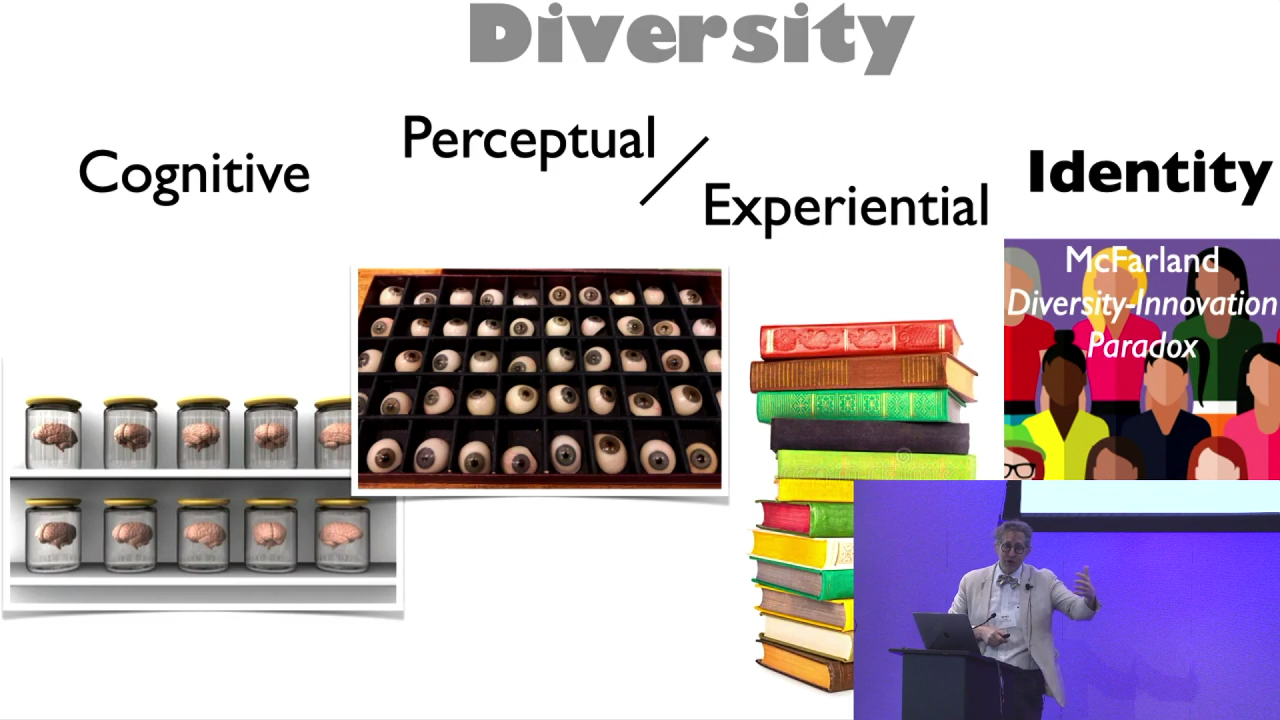 Diversity
Cognitive
Perceptual /
Experiential
Identity
McFarland
Diversity-Innovation
Paradox